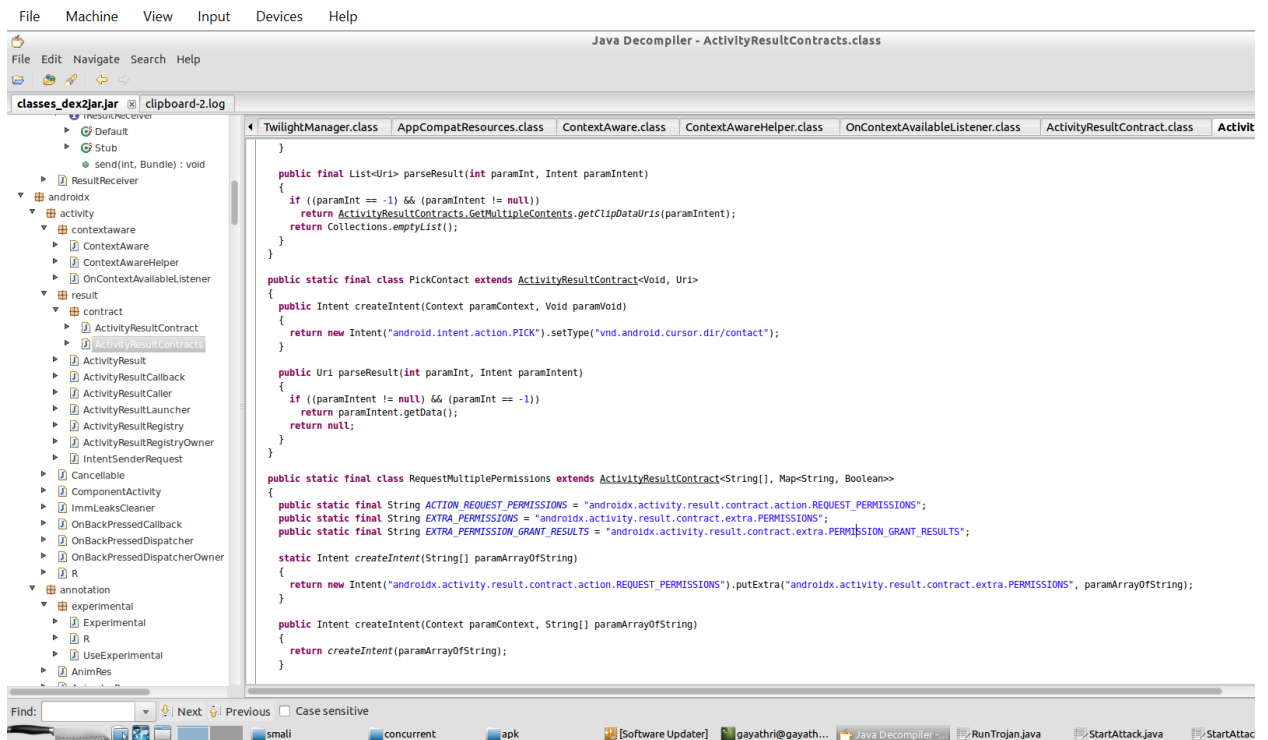 File Machine View Input Devices Help
Java Decompiler - ActivityResultContracts.class
File Edit Navigate Search Help
classes_dex2jar.jar clipboard-2.log
TwilightManager.class AppCompatResources.class ContextAware.class ContextAwareHelper.class OnContextAvailableListener.class ActivityResultContract.class Activit
IResultReceiver
Default
Stub
send(int, Bundle) : void
ResultReceiver
androidx
activity
contextaware
ContextAware
ContextAwareHelper
OnContextAvailableListener
result
contract
ActivityResultContract
ActivityResultContracts
ActivityResult
ActivityResultCallback
ActivityResultCaller
ActivityResultLauncher
ActivityResultRegistry
ActivityResultRegistryOwner
IntentSenderRequest
Cancellable
ComponentActivity
ImmLeaksCleaner
OnBackPressedCallback
OnBackPressedDispatcher
OnBackPressedDispatcherOwner
R
annotation
experimental
Experimental
R
UseExperimental
AnimRes
}
public final List<Uri> parseResult(int paramInt, Intent paramIntent)
{
if ((paramInt == -1) && (paramIntent != null))
return ActivityResultContracts.GetMultipleContents.getClipDataUris(paramIntent);
return Collections.emptyList();
}
}
public static final class PickContact extends ActivityResultContract<Void, Uri>
{
public Intent createIntent(Context paramContext, Void paramVoid)
{
return new Intent("android.intent.action.PICK").setType("vnd.android.cursor.dir/contact");
}
public Uri parseResult(int paramInt, Intent paramIntent)
{
if ((paramIntent != null) && (paramInt == -1))
return paramIntent.getData();
return null;
}
}
public static final class RequestMultiplePermissions extends ActivityResultContract<String[], Map<String, Boolean>>
{
public static final String ACTION_REQUEST_PERMISSIONS = "androidx.activity.result.contract.action.REQUEST_PERMISSIONS";
public static final String EXTRA_PERMISSIONS = "androidx.activity.result.contract.extra.PERMISSIONS";
public static final String EXTRA_PERMISSION_GRANT_RESULTS = "androidx.activity.result.contract.extra.PERMISSION_GRANT_RESULTS";
static Intent createIntent(String[] paramArrayOfString)
{
return new Intent("androidx.activity.result.contract.action.REQUEST_PERMISSIONS").putExtra("androidx.activity.result.contract.extra.PERMISSIONS", paramArrayOfString);
}
public Intent createIntent(Context paramContext, String[] paramArrayOfString)
{
return createIntent(paramArrayOfString);
}
Find: Next Previous Case sensitive
smali concurrent apk [Software Updater] gayathri@gayath... Java Decompiler -... RunTrojan.java StartAttack.java StartAttac